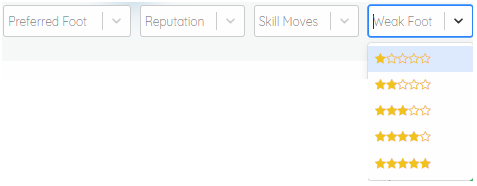 Preferred Foot
Reputation
Skill Moves
Weak Foot